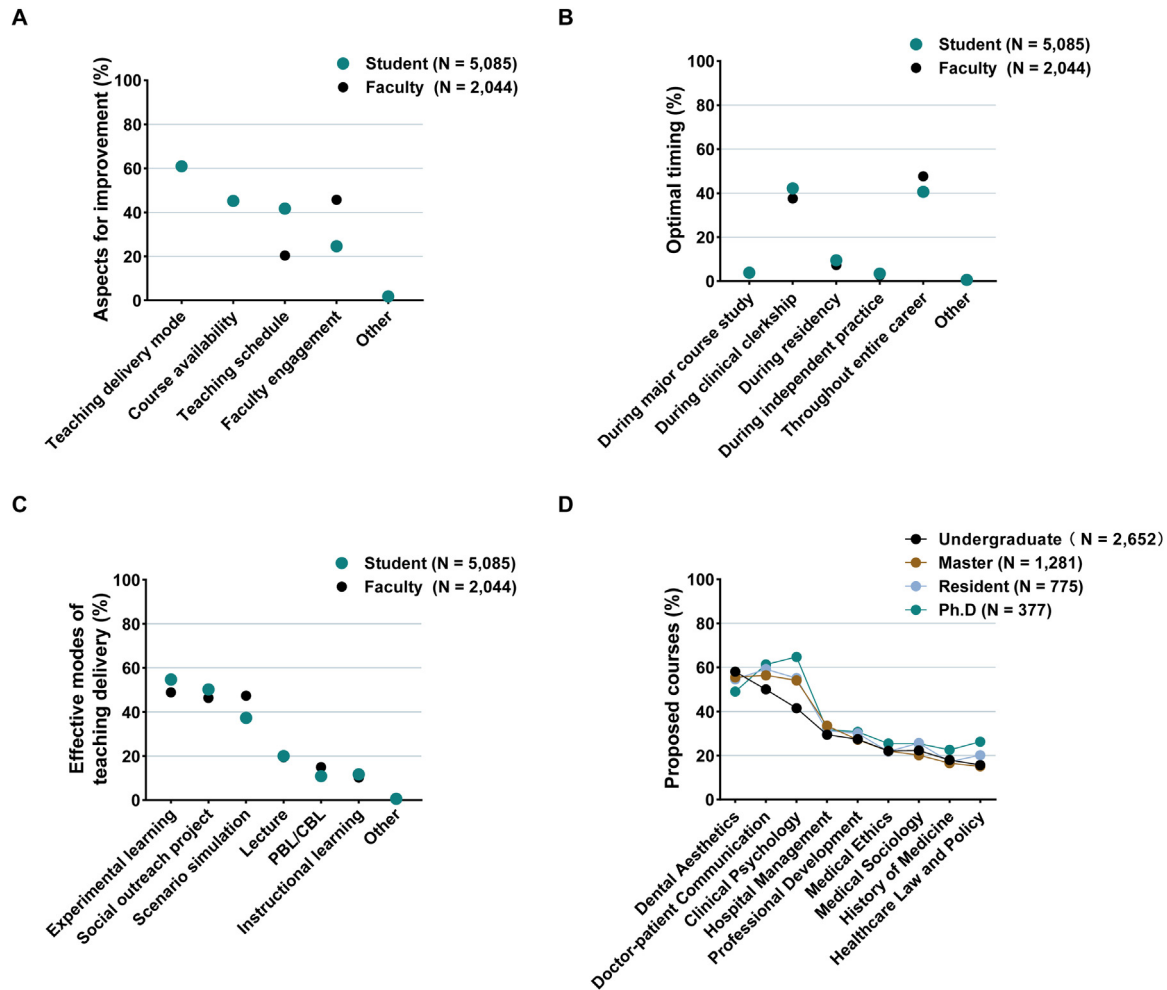 A
Student (N = 5,085)
Faculty (N = 2,044)
Aspects for improvement (%)
100
80
60
40
20
0
Teaching delivery mode
Course availability
Teaching schedule
Faculty engagement
Other
B
Student (N = 5,085)
Faculty (N = 2,044)
Optimal timing (%)
100
80
60
40
20
0
During major course study
During clinical clerkship
During residency
During independent practice
Throughout entire career
Other
C
Student (N = 5,085)
Faculty (N = 2,044)
Effective modes of
teaching delivery (%)
100
80
60
40
20
0
Experimental learning
Social outreach project
Scenario simulation
Lecture
PBL/CBL
Instructional learning
Other
D
Undergraduate（ N = 2,652）
Master (N = 1,281)
Resident (N = 775)
Ph.D (N = 377)
Proposed courses (%)
100
80
60
40
20
0
Dental Aesthetics
Doctor-patient Communication
Clinical Psychology
Hospital Management
Professional Development
Medical Ethics
Medical Sociology
History of Medicine
Healthcare Law and Policy